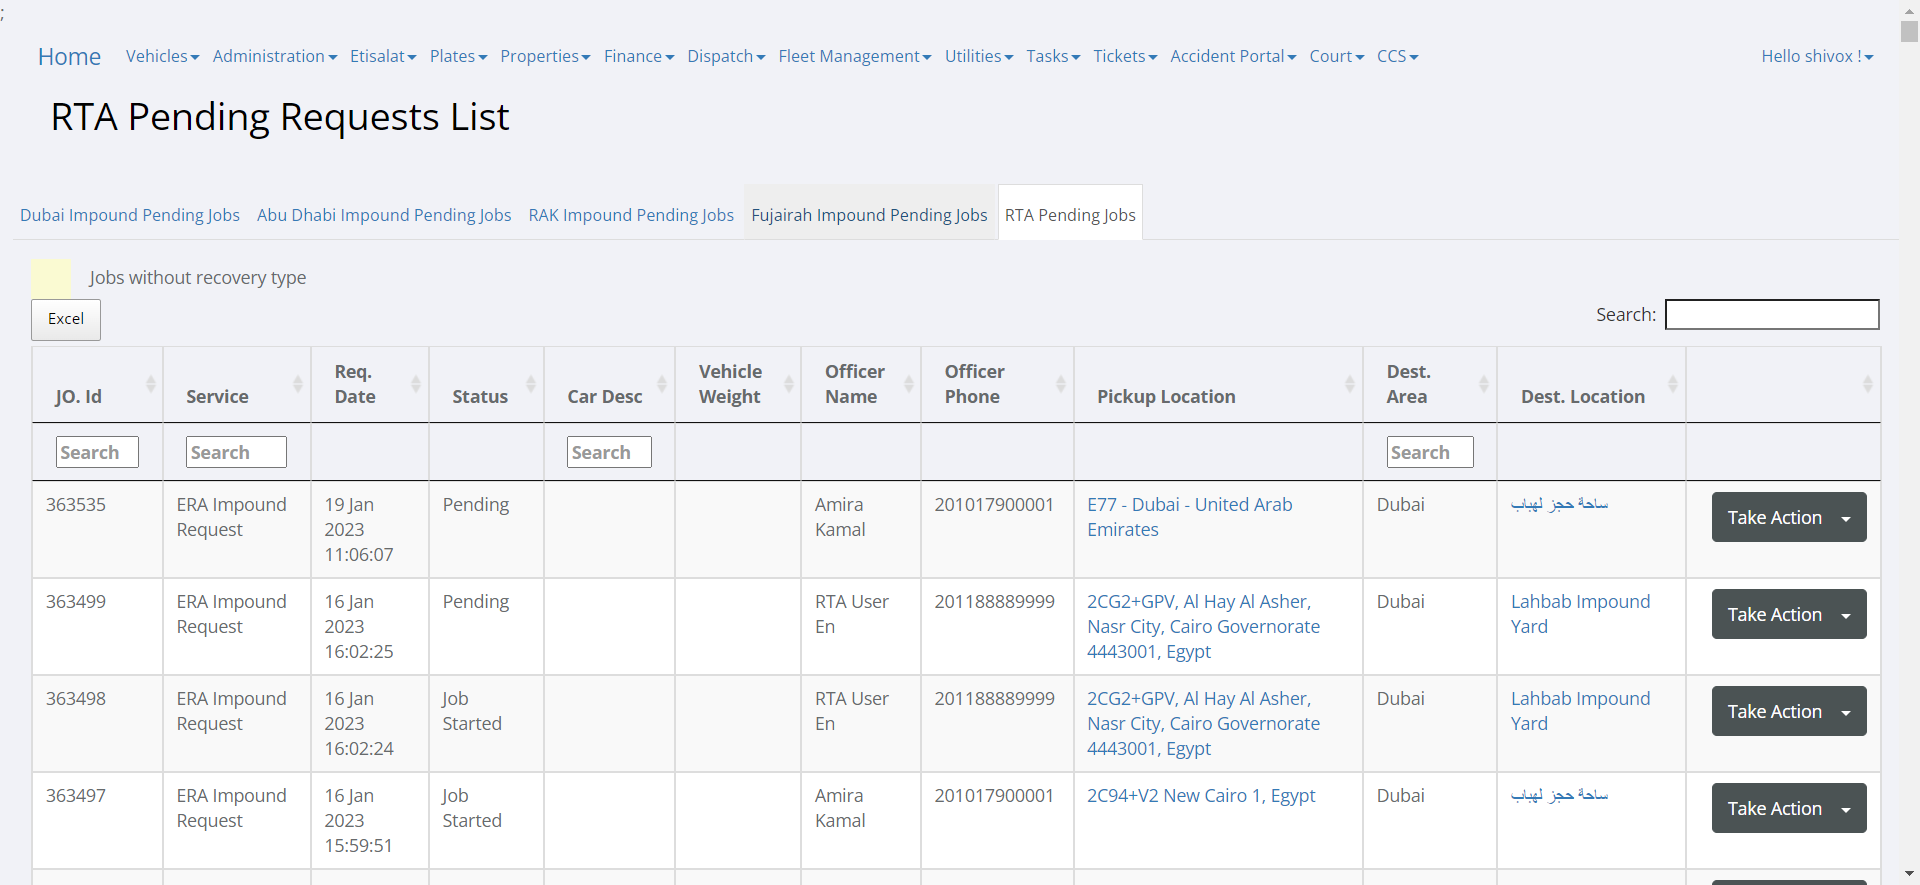 ;
Home Vehicles Administration Etisalat Plates Properties Finance Dispatch Fleet Management Utilities Tasks Tickets Accident Portal Court CCS Hello shivox !
RTA Pending Requests List
Dubai Impound Pending Jobs Abu Dhabi Impound Pending Jobs RAK Impound Pending Jobs Fujairah Impound Pending Jobs RTA Pending Jobs
Jobs without recovery type
Excel Search:
JO. Id Service Req. Date Status Car Desc Vehicle Weight Officer Name Officer Phone Pickup Location Dest. Area Dest. Location
Search Search Search Search
363535 ERA Impound Request 19 Jan 2023 11:06:07 Pending Amira Kamal 201017900001 E77 - Dubai - United Arab Emirates Dubai ساحة حجز لهباب Take Action
363499 ERA Impound Request 16 Jan 2023 16:02:25 Pending RTA User En 201188889999 2CG2+GPV, Al Hay Al Asher, Nasr City, Cairo Governorate 4443001, Egypt Dubai Lahbab Impound Yard Take Action
363498 ERA Impound Request 16 Jan 2023 16:02:24 Job Started RTA User En 201188889999 2CG2+GPV, Al Hay Al Asher, Nasr City, Cairo Governorate 4443001, Egypt Dubai Lahbab Impound Yard Take Action
363497 ERA Impound Request 16 Jan 2023 15:59:51 Job Started Amira Kamal 201017900001 2C94+V2 New Cairo 1, Egypt Dubai ساحة حجز لهباب Take Action